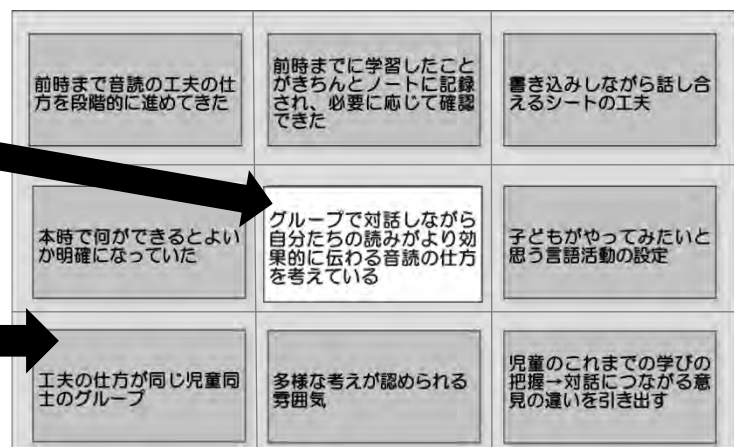 前時まで音読の工夫の仕
方を段階的に進めてきた
前時までに学習したこと
がきちんとノートに記録
され、必要に応じて確認
できた
書き込みしながら話し合
えるシートの工夫
本時で何ができるとよい
か明確になっていた
グループで対話しながら
自分たちの読みがより効
果的に伝わる音読の仕方
を考えている
子どもがやってみたいと
思う言語活動の設定
工夫の仕方が同じ児童同
士のグループ
多様な考えが認められる
雰囲気
児童のこれまでの学びの
把握→対話につながる意
見の違いを引き出す